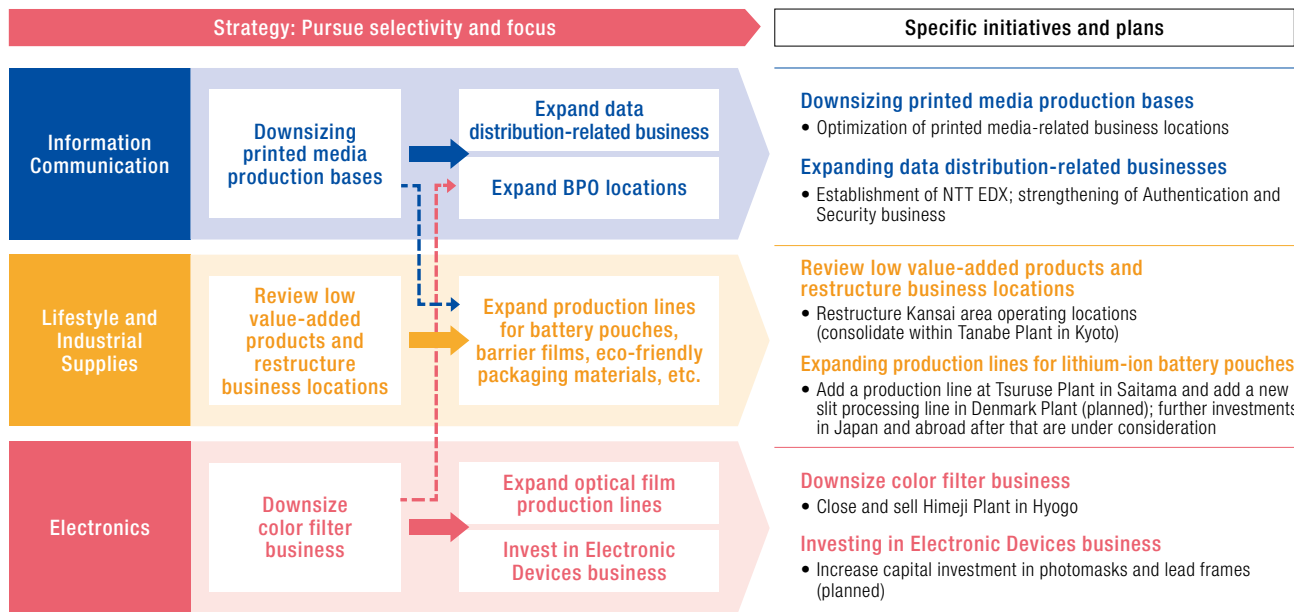 Strategy: Pursue selectivity and focus
Specific initiatives and plans
Information
Communication
Downsizing
printed media
production bases
Expand data
distribution-related business
Expand BPO locations
Downsizing printed media production bases
• Optimization of printed media-related business locations
Expanding data distribution-related businesses
• Establishment of NTT EDX; strengthening of Authentication and
Security business
Lifestyle and
Industrial
Supplies
Review low
value-added
products and
restructure
business locations
Expand production lines
for battery pouches,
barrier films, eco-friendly
packaging materials, etc.
Review low value-added products and
restructure business locations
• Restructure Kansai area operating locations
(consolidate within Tanabe Plant in Kyoto)
Expanding production lines for lithium-ion battery pouches
• Add a production line at Tsuruse Plant in Saitama and add a new
slit processing line in Denmark Plant (planned); further investments
in Japan and abroad after that are under consideration
Electronics
Downsize
color filter
business
Expand optical film
production lines
Invest in Electronic
Devices business
Downsize color filter business
• Close and sell Himeji Plant in Hyogo
Investing in Electronic Devices business
• Increase capital investment in photomasks and lead frames
(planned)